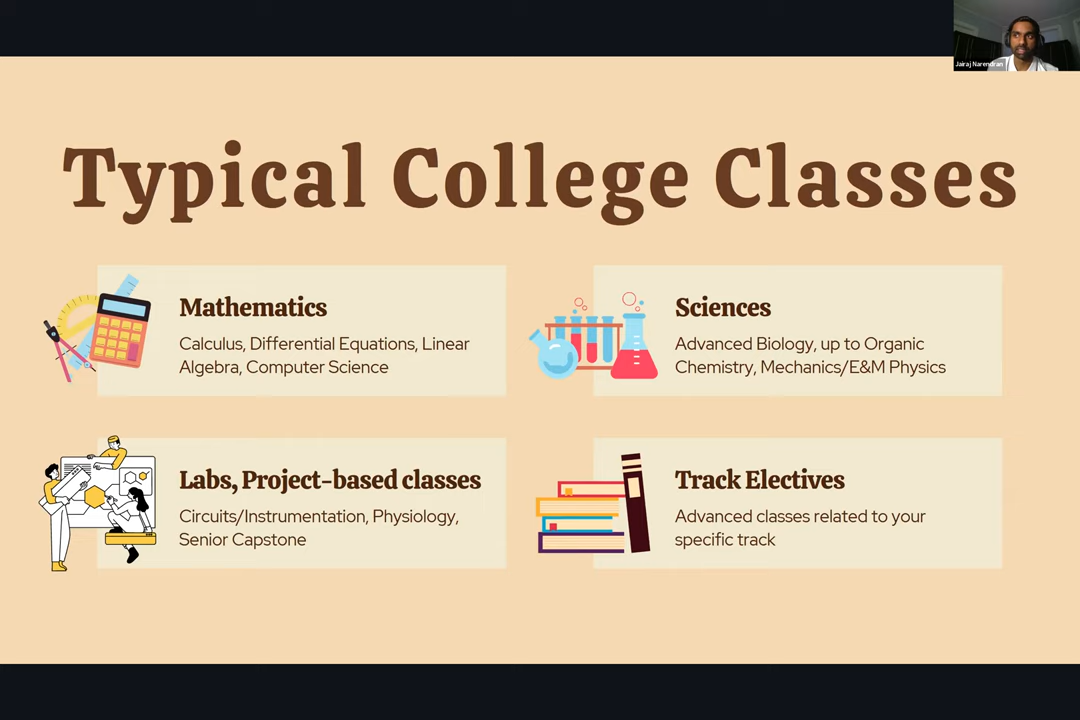 Jairaj Narendran
Typical College Classes
Mathematics
Calculus, Differential Equations, Linear
Algebra, Computer Science
Sciences
Advanced Biology, up to Organic
Chemistry, Mechanics/E&M Physics
Labs, Project-based classes
Circuits/Instrumentation, Physiology,
Senior Capstone
Track Electives
Advanced classes related to your
specific track